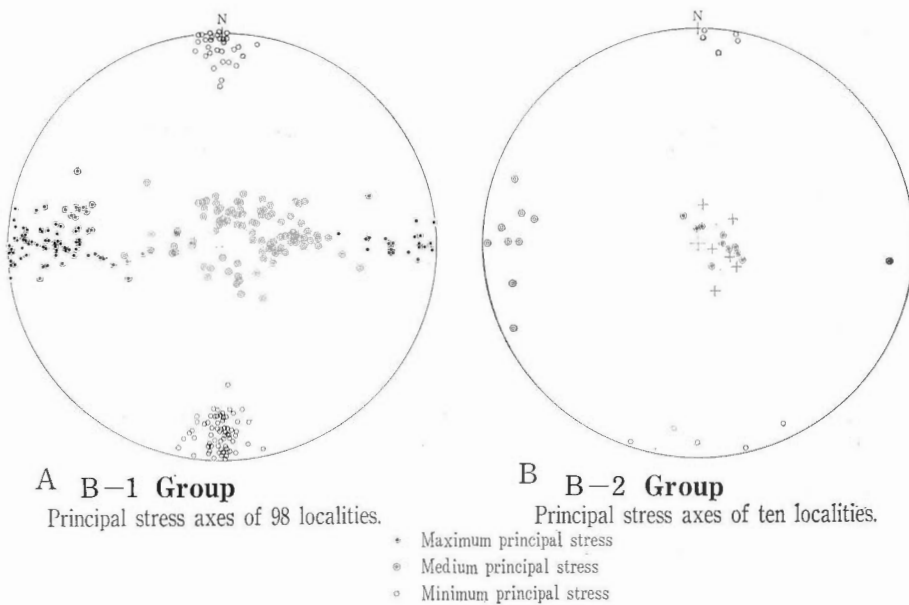 N
N
A B-1 Group
Principal stress axes of 98 localities.
B B-2 Group
Principal stress axes of ten localities.
Maximum principal stress
Medium principal stress
Minimum principal stress